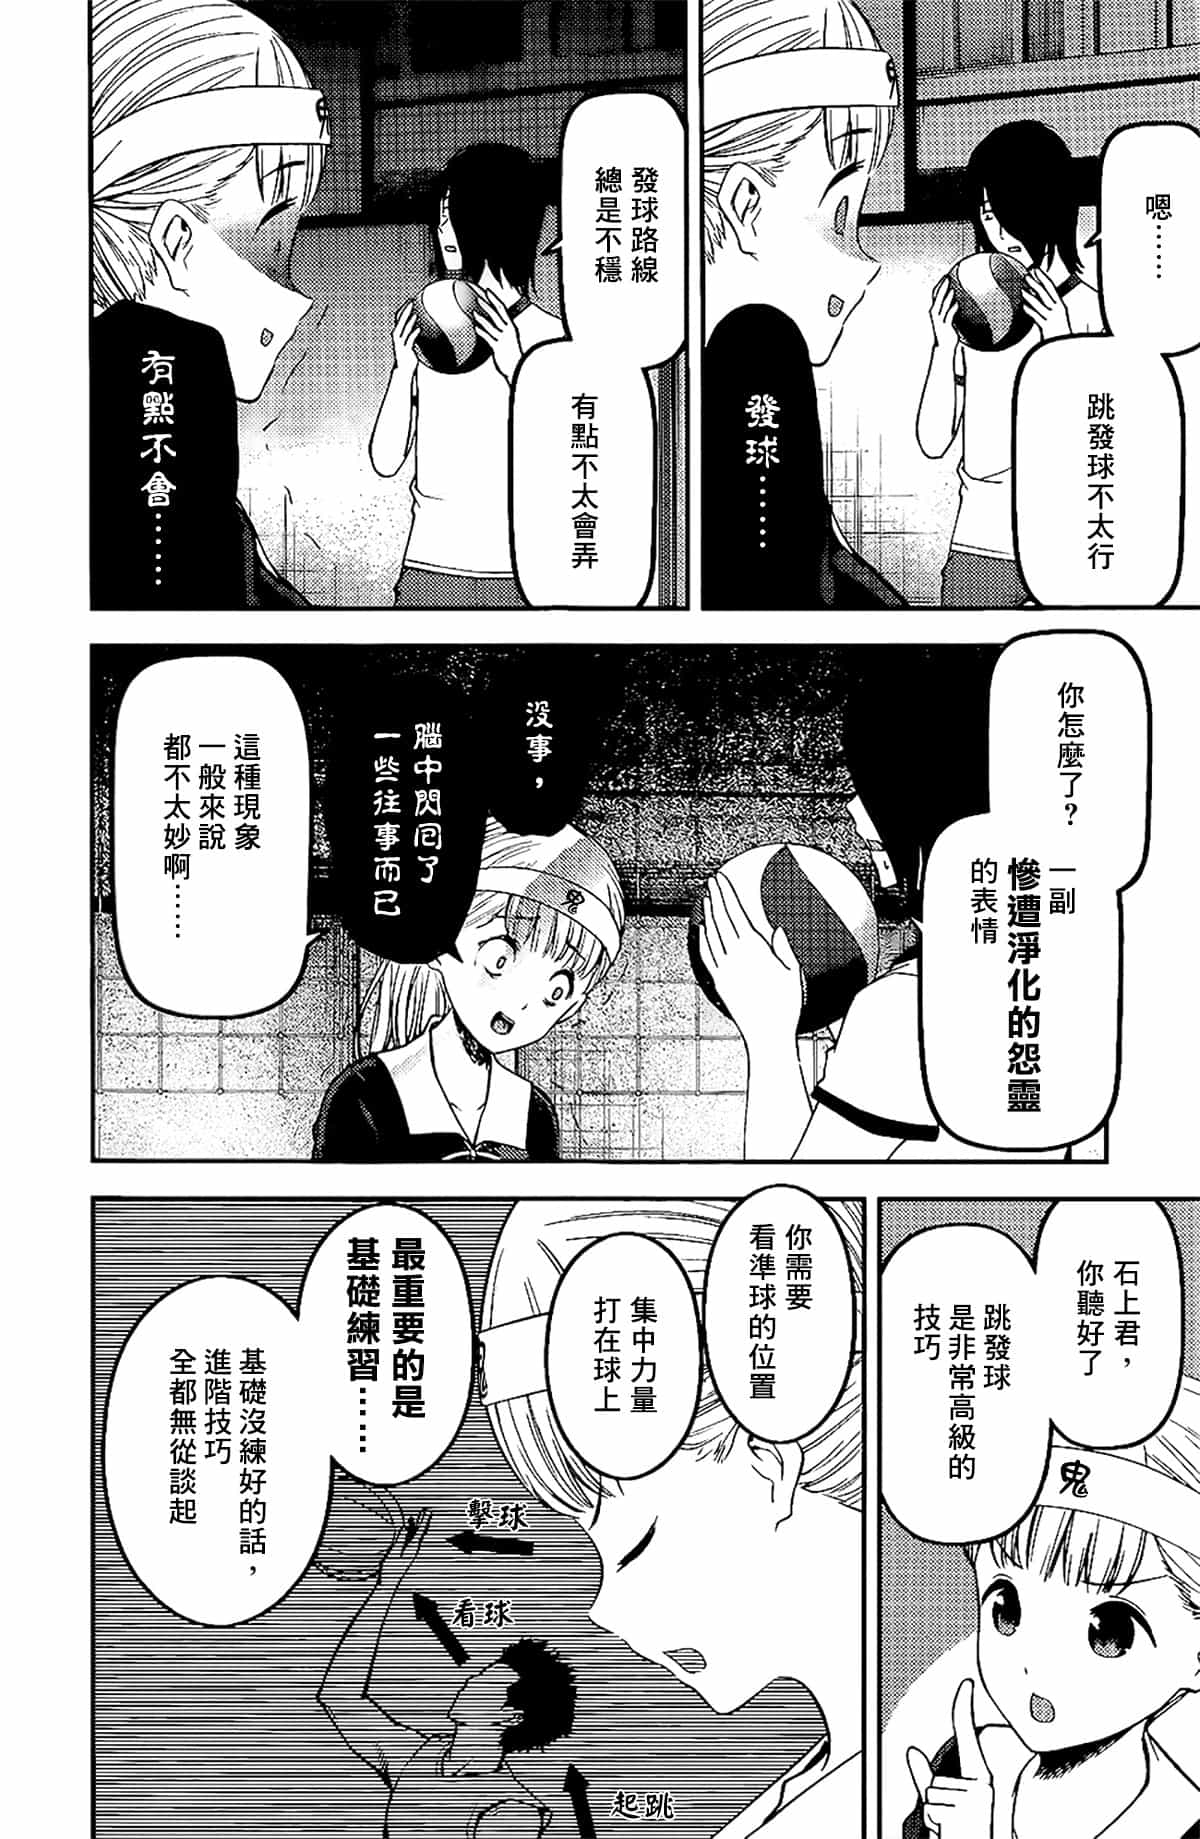 嗯……
跳發球不太行
發球……
發球路線
總是不穩
有點不太會弄
有點不會……
你怎麼了？
一副
慘遭淨化的怨靈
的表情
没事，
腦中閃回了
一些往事而已
這種現象
一般來說
都不太妙啊……
石上君，
你聽好了
跳發球
是非常高級的
技巧
鬼
鬼
你需要
看準球的位置
集中力量
打在球上
最重要的是
基礎練習……
基礎沒練好的話，
進階技巧
全都無從談起
擊球
看球
起跳